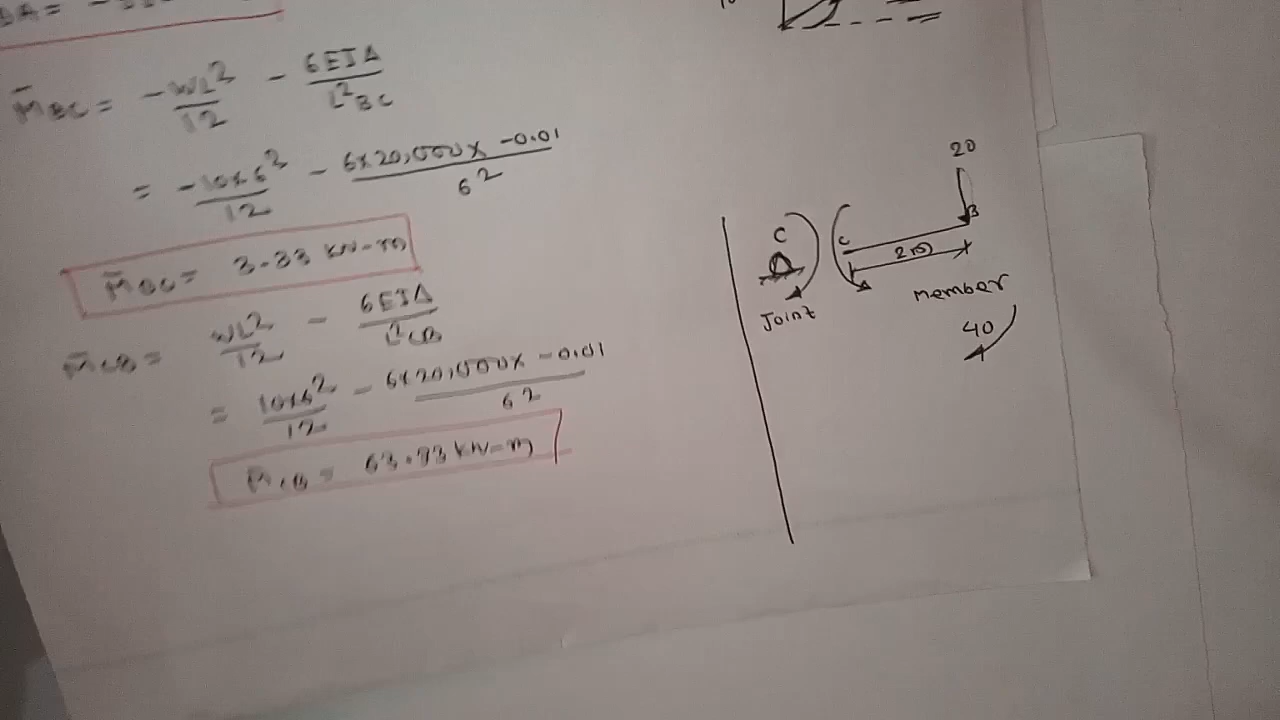 M̄BC = -WL²/12 - 6EIΔ/L²BC
= -10×6²/12 - 6×20,000×-0.01/6²
M̄BC = 3.33 KN-m
M̄CB = WL²/12 - 6EIΔ/L²CB
= 10×6²/12 - 6×20,000×-0.01/6²
M̄CB = 63.33 KN-m
20
C
C
B
2m
Joint
member
40